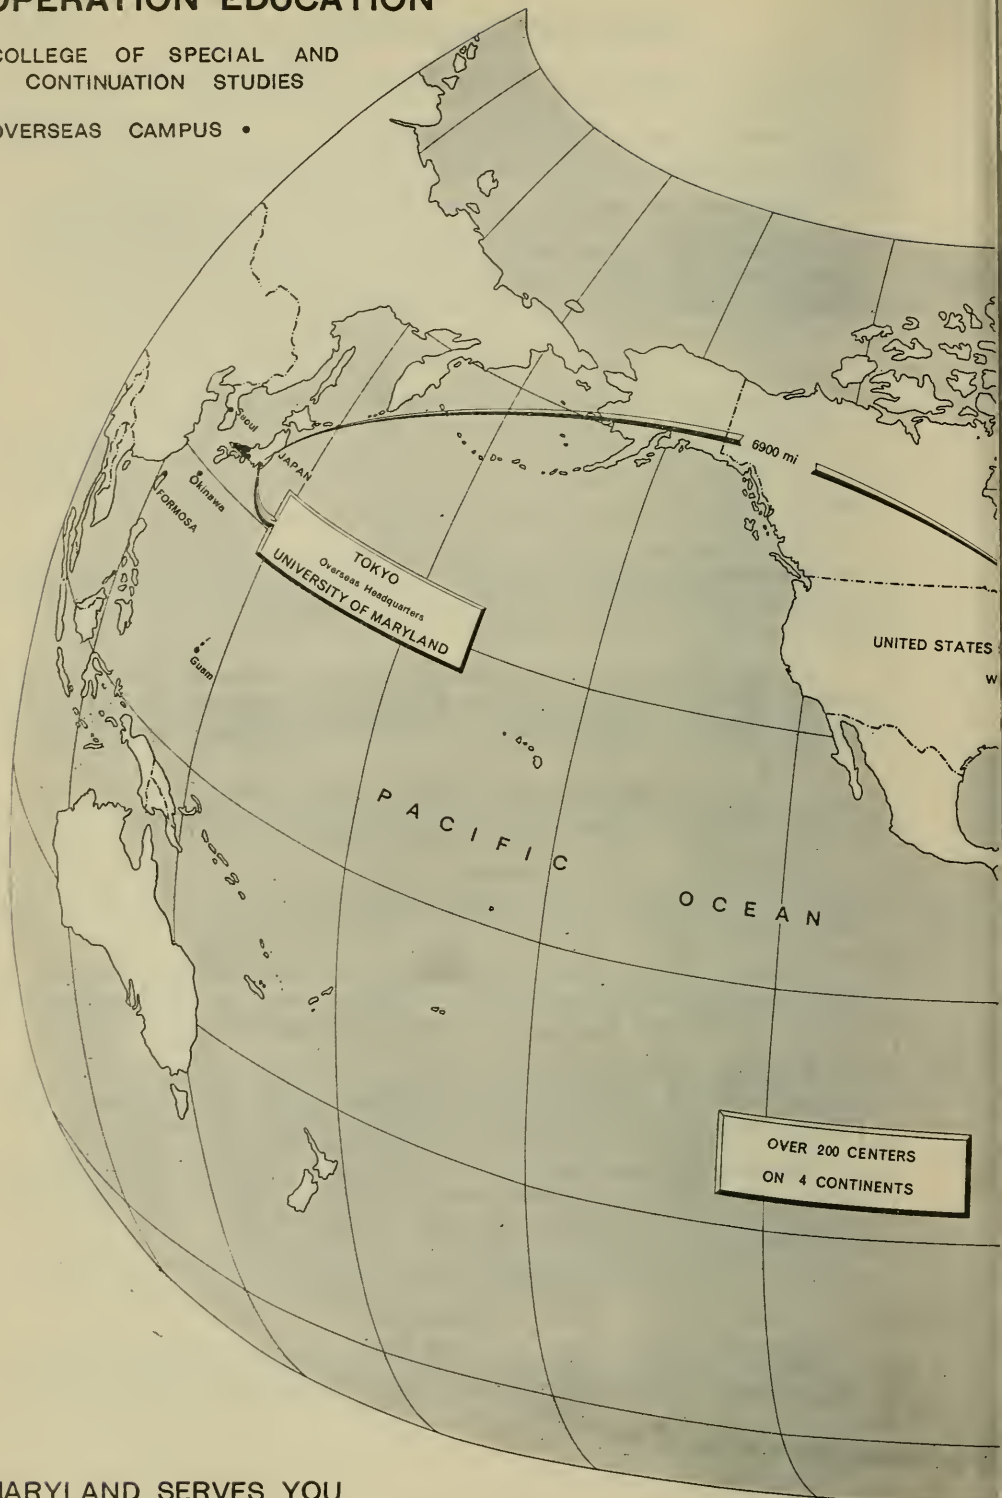 OPERATION EDUCATION
COLLEGE OF SPECIAL AND
CONTINUATION STUDIES
OVERSEAS CAMPUS •
6900 mi
Seoul
JAPAN
Okinawa
FORMOSA
TOKYO
Overseas Headquarters
UNIVERSITY OF MARYLAND
UNITED STATES
W
Guam
PACIFIC
OCEAN
OVER 200 CENTERS
ON 4 CONTINENTS
MARYLAND SERVES YOU